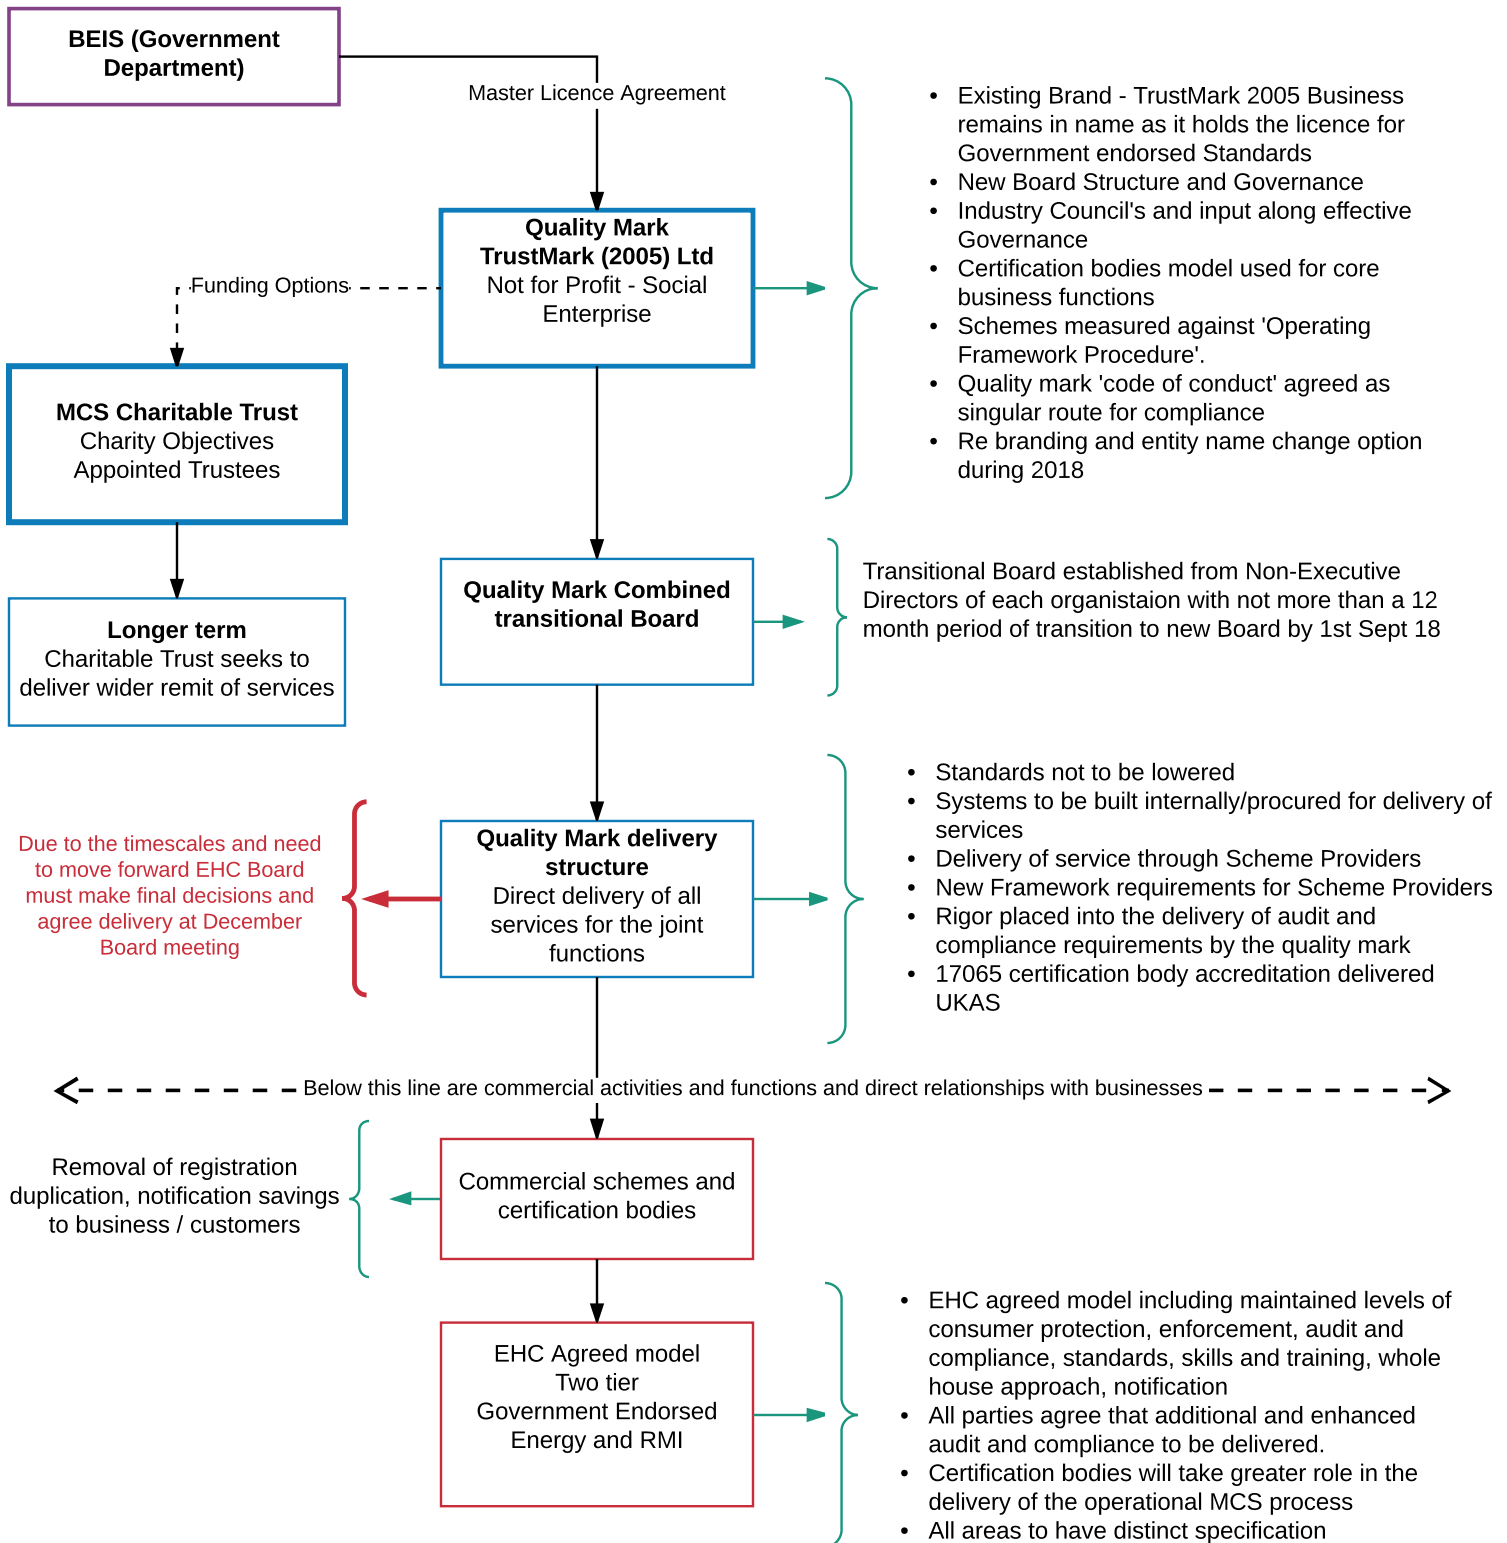 BEIS (Government
Department)
Master Licence Agreement
• Existing Brand - TrustMark 2005 Business
remains in name as it holds the licence for
Government endorsed Standards
• New Board Structure and Governance
• Industry Council's and input along effective
Governance
• Certification bodies model used for core
business functions
• Schemes measured against 'Operating
Framework Procedure'.
• Quality mark 'code of conduct' agreed as
singular route for compliance
• Re branding and entity name change option
during 2018
Quality Mark
TrustMark (2005) Ltd
Not for Profit - Social
Enterprise
Funding Options
MCS Charitable Trust
Charity Objectives
Appointed Trustees
Longer term
Charitable Trust seeks to
deliver wider remit of services
Quality Mark Combined
transitional Board
Transitional Board established from Non-Executive
Directors of each organistaion with not more than a 12
month period of transition to new Board by 1st Sept 18
Due to the timescales and need
to move forward EHC Board
must make final decisions and
agree delivery at December
Board meeting
Quality Mark delivery
structure
Direct delivery of all
services for the joint
functions
• Standards not to be lowered
• Systems to be built internally/procured for delivery of
services
• Delivery of service through Scheme Providers
• New Framework requirements for Scheme Providers
• Rigor placed into the delivery of audit and
compliance requirements by the quality mark
• 17065 certification body accreditation delivered
UKAS
Below this line are commercial activities and functions and direct relationships with businesses
Removal of registration
duplication, notification savings
to business / customers
Commercial schemes and
certification bodies
EHC Agreed model
Two tier
Government Endorsed
Energy and RMI
• EHC agreed model including maintained levels of
consumer protection, enforcement, audit and
compliance, standards, skills and training, whole
house approach, notification
• All parties agree that additional and enhanced
audit and compliance to be delivered.
• Certification bodies will take greater role in the
delivery of the operational MCS process
• All areas to have distinct specification